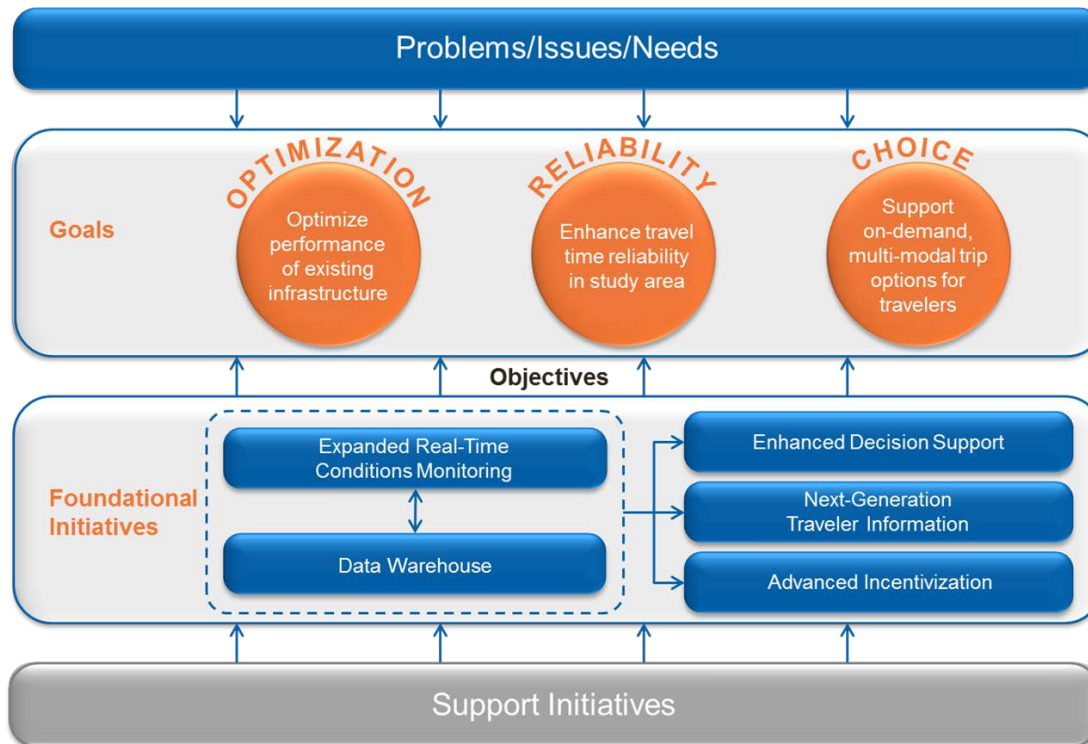 Problems/Issues/Needs
Goals
OPTIMIZATION
Optimize
performance
of existing
infrastructure
RELIABILITY
Enhance travel
time reliability
in study area
CHOICE
Support
on-demand,
multi-modal trip
options for
travelers
Objectives
Foundational
Initiatives
Expanded Real-Time
Conditions Monitoring
Data Warehouse
Enhanced Decision Support
Next-Generation
Traveler Information
Advanced Incentivization
Support Initiatives